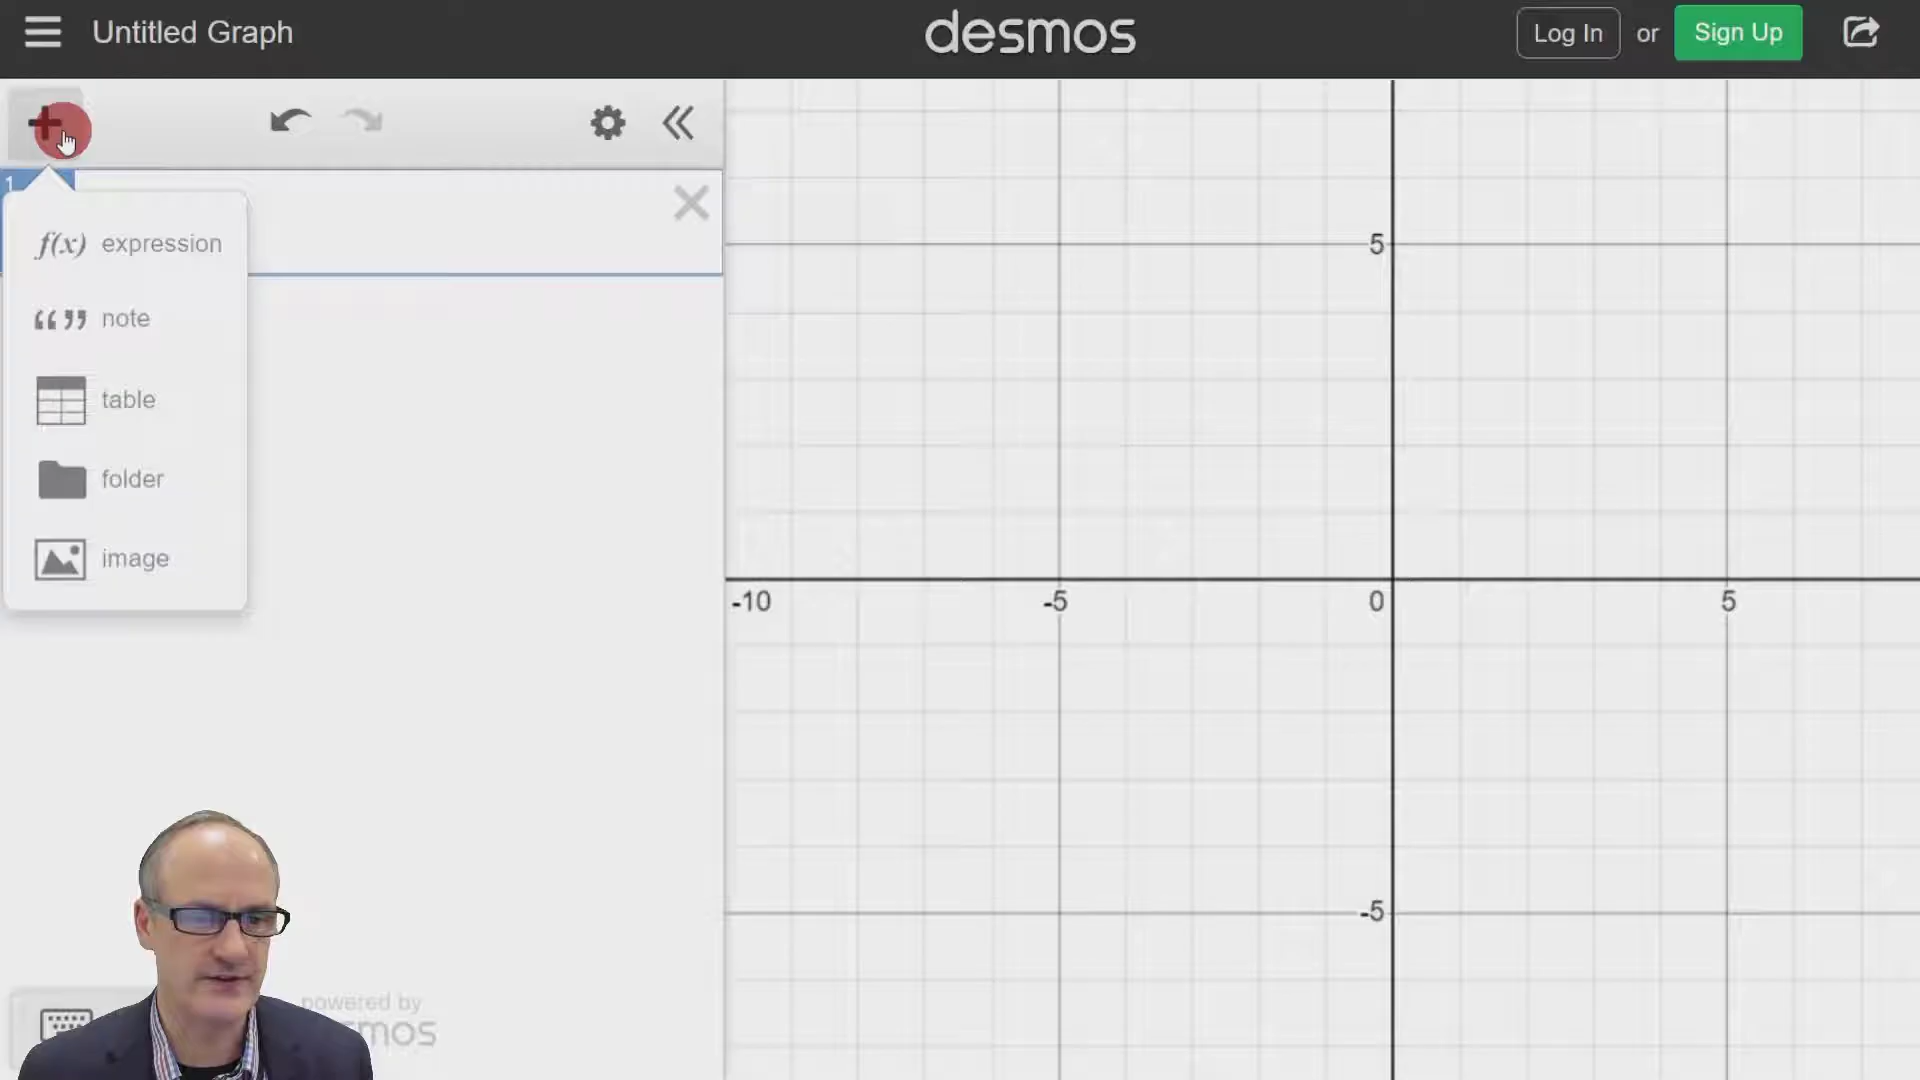 Untitled Graph
desmos
Log In or Sign Up
1
f(x) expression
“ ” note
table
folder
image
5
-10 -5 0 5
-5
powered by
mos